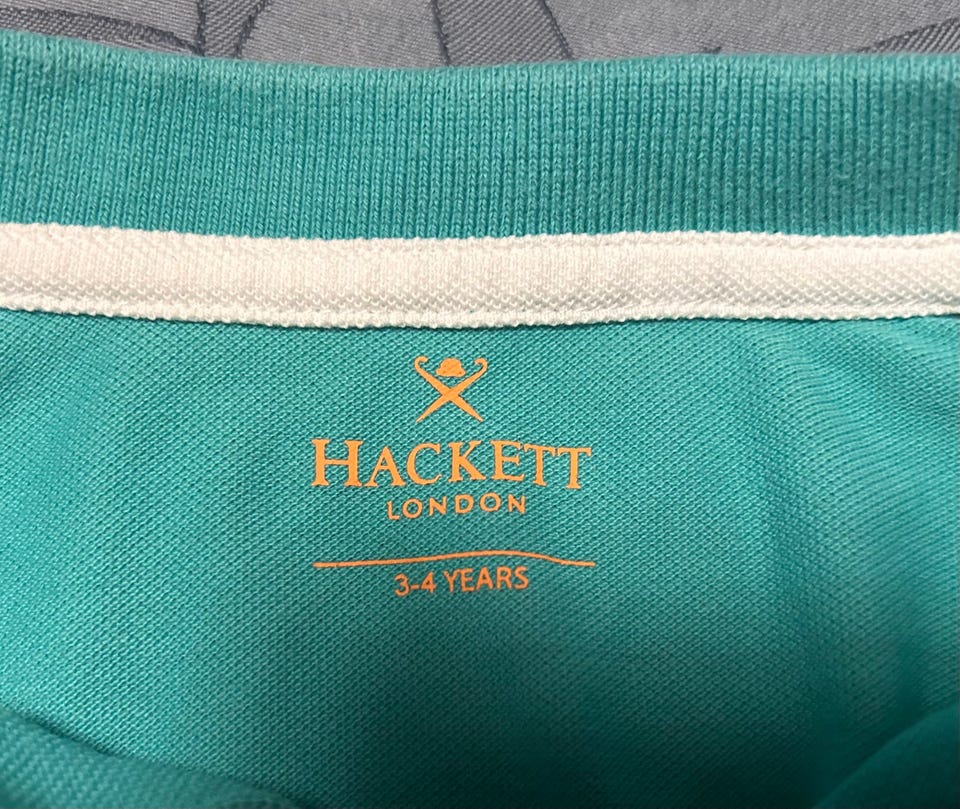 HACKETT
LONDON
3-4 YEARS